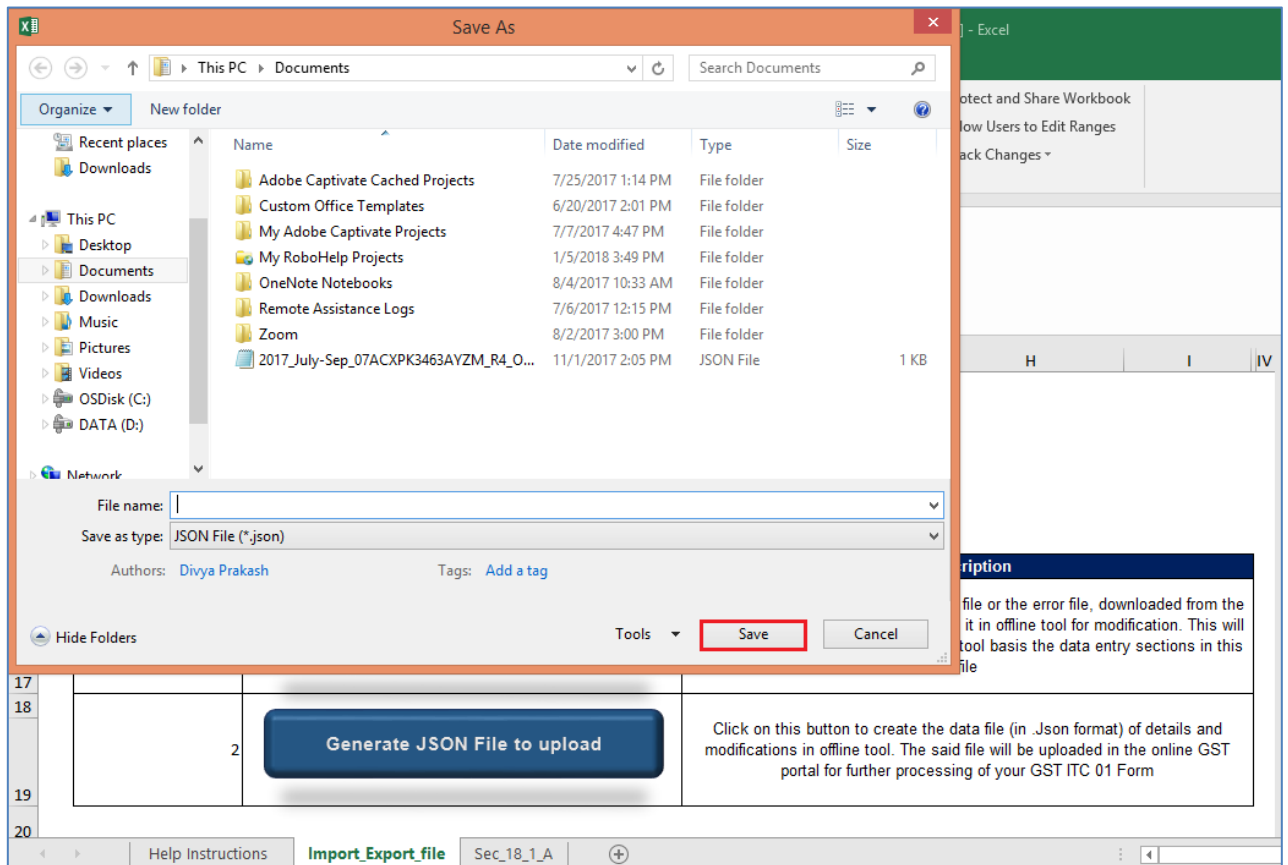 Save As
] - Excel
This PC
Documents
Search Documents
Organize
New folder
otect and Share Workbook
low Users to Edit Ranges
ack Changes
Recent places
Downloads
This PC
Desktop
Documents
Downloads
Music
Pictures
Videos
OSDisk (C:)
DATA (D:)
Network
Name Date modified Type Size
Adobe Captivate Cached Projects 7/25/2017 1:14 PM File folder
Custom Office Templates 6/20/2017 2:01 PM File folder
My Adobe Captivate Projects 7/7/2017 4:47 PM File folder
My RoboHelp Projects 1/5/2018 3:49 PM File folder
OneNote Notebooks 8/4/2017 10:33 AM File folder
Remote Assistance Logs 7/6/2017 12:15 PM File folder
Zoom 8/2/2017 3:00 PM File folder
2017_July-Sep_07ACXPK3463AYZM_R4_O... 11/1/2017 2:05 PM JSON File 1 KB
H I IV
File name:
Save as type: JSON File (*.json)
Authors: Divya Prakash Tags: Add a tag
Hide Folders
Tools Save Cancel
ription
file or the error file, downloaded from the
it in offline tool for modification. This will
tool basis the data entry sections in this
file
17
18
2
Generate JSON File to upload
Click on this button to create the data file (in .Json format) of details and
modifications in offline tool. The said file will be uploaded in the online GST
portal for further processing of your GST ITC 01 Form
19
20
Help Instructions Import_Export_file Sec_18_1_A